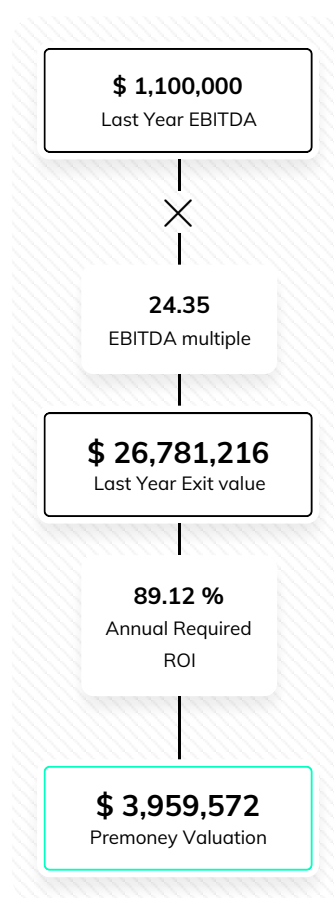 $ 1,100,000
Last Year EBITDA
24.35
EBITDA multiple
$ 26,781,216
Last Year Exit value
89.12 %
Annual Required
ROI
$ 3,959,572
Premoney Valuation